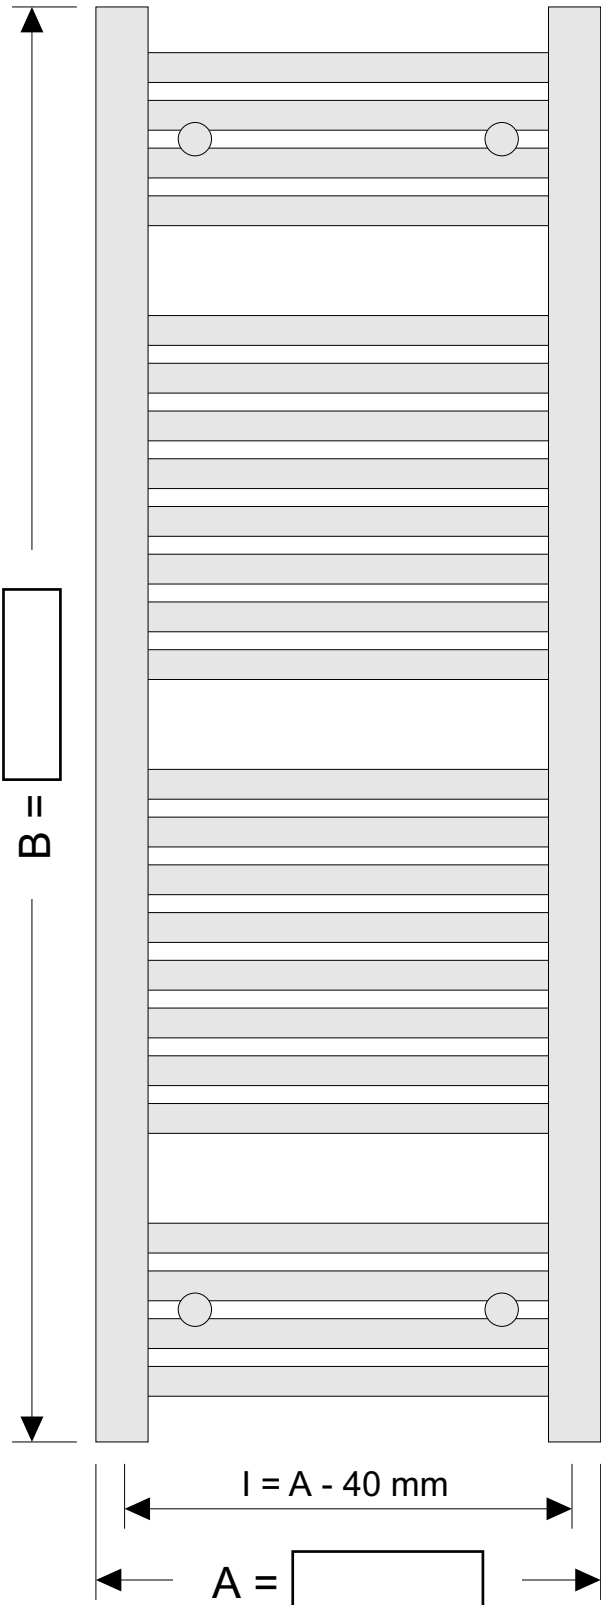 B =
I = A - 40 mm
A =